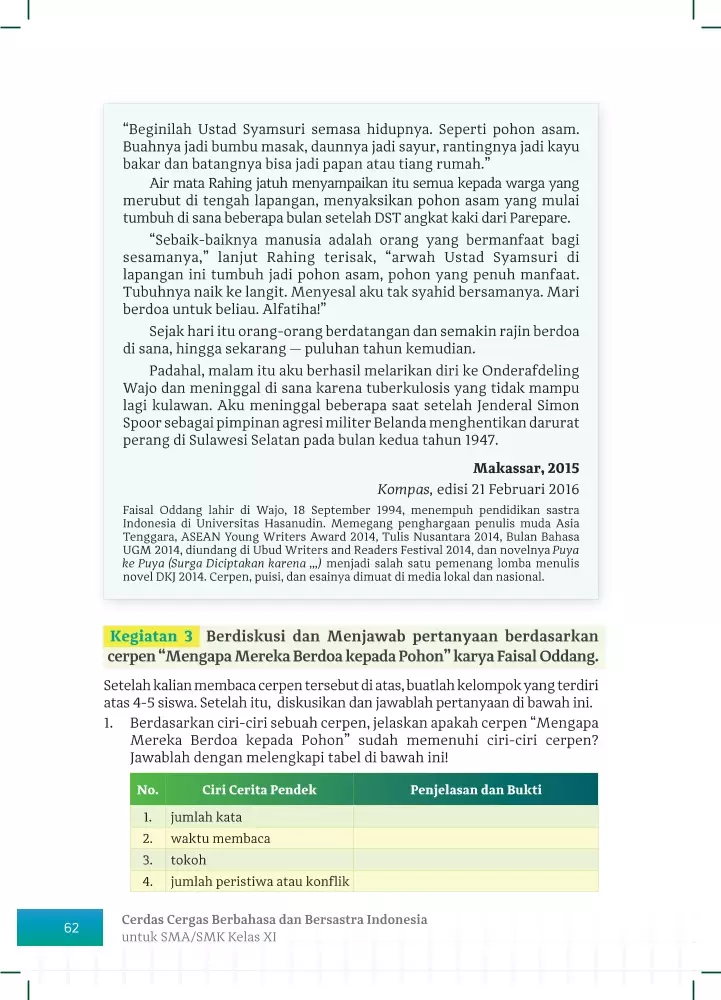 “Beginilah Ustad Syamsuri semasa hidupnya. Seperti pohon asam.
Buahnya jadi bumbu masak, daunnya jadi sayur, rantingnya jadi kayu
bakar dan batangnya bisa jadi papan atau tiang rumah.”
Air mata Rahing jatuh menyampaikan itu semua kepada warga yang
merubut di tengah lapangan, menyaksikan pohon asam yang mulai
tumbuh di sana beberapa bulan setelah DST angkat kaki dari Parepare.
“Sebaik-baiknya manusia adalah orang yang bermanfaat bagi
sesamanya,” lanjut Rahing terisak, “arwah Ustad Syamsuri di
lapangan ini tumbuh jadi pohon asam, pohon yang penuh manfaat.
Tubuhnya naik ke langit. Menyesal aku tak syahid bersamanya. Mari
berdoa untuk beliau. Alfatiha!”
Sejak hari itu orang-orang berdatangan dan semakin rajin berdoa
di sana, hingga sekarang — puluhan tahun kemudian.
Padahal, malam itu aku berhasil melarikan diri ke Onderafdeling
Wajo dan meninggal di sana karena tuberkulosis yang tidak mampu
lagi kulawan. Aku meninggal beberapa saat setelah Jenderal Simon
Spoor sebagai pimpinan agresi militer Belanda menghentikan darurat
perang di Sulawesi Selatan pada bulan kedua tahun 1947.
Makassar, 2015
Kompas, edisi 21 Februari 2016
Faisal Oddang lahir di Wajo, 18 September 1994, menempuh pendidikan sastra
Indonesia di Universitas Hasanudin. Memegang penghargaan penulis muda Asia
Tenggara, ASEAN Young Writers Award 2014, Tulis Nusantara 2014, Bulan Bahasa
UGM 2014, diundang di Ubud Writers and Readers Festival 2014, dan novelnya Puya
ke Puya (Surga Diciptakan karena ,,,) menjadi salah satu pemenang lomba menulis
novel DKJ 2014. Cerpen, puisi, dan esainya dimuat di media lokal dan nasional.
Kegiatan 3 Berdiskusi dan Menjawab pertanyaan berdasarkan
cerpen “Mengapa Mereka Berdoa kepada Pohon” karya Faisal Oddang.
Setelah kalian membaca cerpen tersebut di atas, buatlah kelompok yang terdiri
atas 4-5 siswa. Setelah itu, diskusikan dan jawablah pertanyaan di bawah ini.
1. Berdasarkan ciri-ciri sebuah cerpen, jelaskan apakah cerpen “Mengapa
Mereka Berdoa kepada Pohon” sudah memenuhi ciri-ciri cerpen?
Jawablah dengan melengkapi tabel di bawah ini!
No. Ciri Cerita Pendek Penjelasan dan Bukti
1. jumlah kata
2. waktu membaca
3. tokoh
4. jumlah peristiwa atau konflik
62
Cerdas Cergas Berbahasa dan Bersastra Indonesia
untuk SMA/SMK Kelas XI